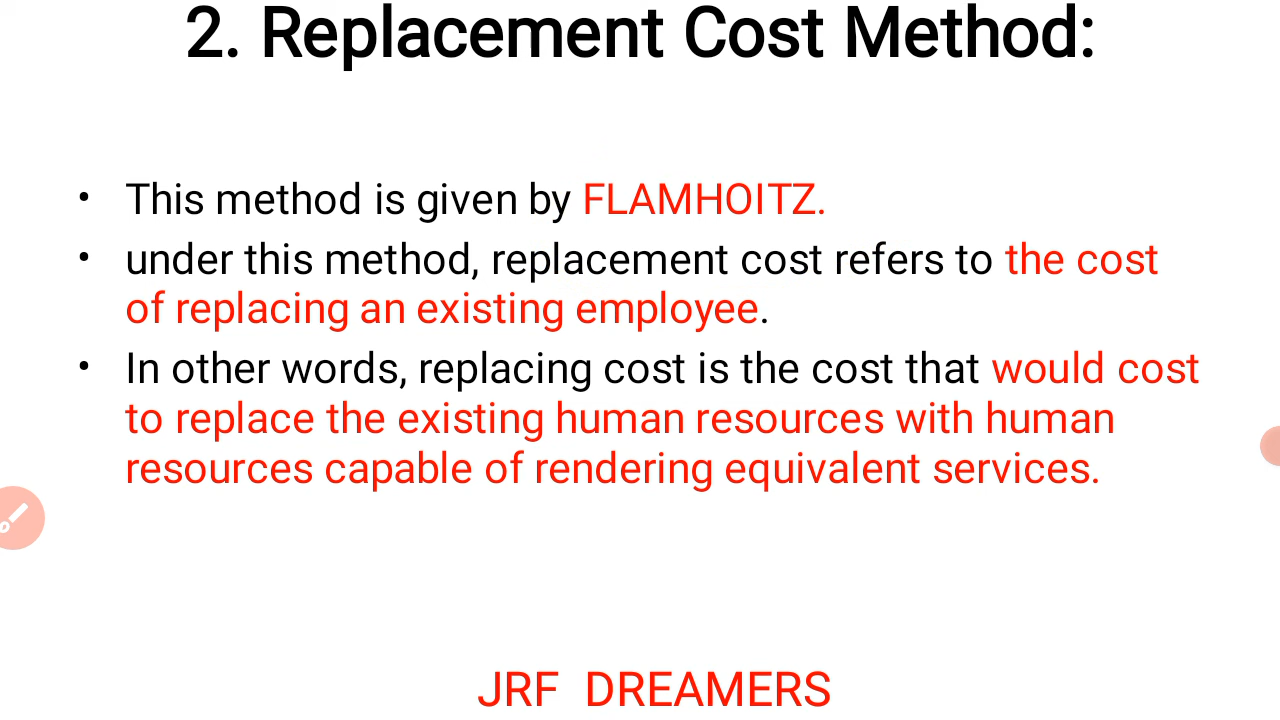 2. Replacement Cost Method:
• This method is given by FLAMHOITZ.
• under this method, replacement cost refers to the cost
of replacing an existing employee.
• In other words, replacing cost is the cost that would cost
to replace the existing human resources with human
resources capable of rendering equivalent services.
JRF DREAMERS